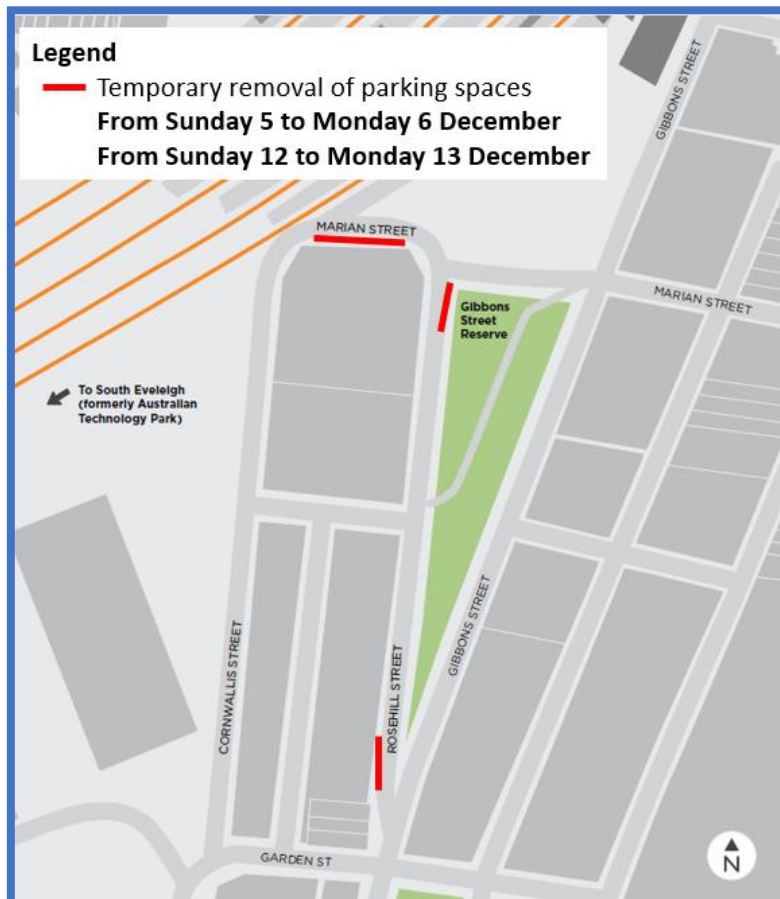 Legend
Temporary removal of parking spaces
From Sunday 5 to Monday 6 December
From Sunday 12 to Monday 13 December
GIBBONS STREET
MARIAN STREET
MARIAN STREET
Gibbons
Street
Reserve
To South Eveleigh
(formerly Australian
Technology Park)
GIBBONS STREET
CORNWALLIS STREET
ROSEHILL STREET
GARDEN ST
N